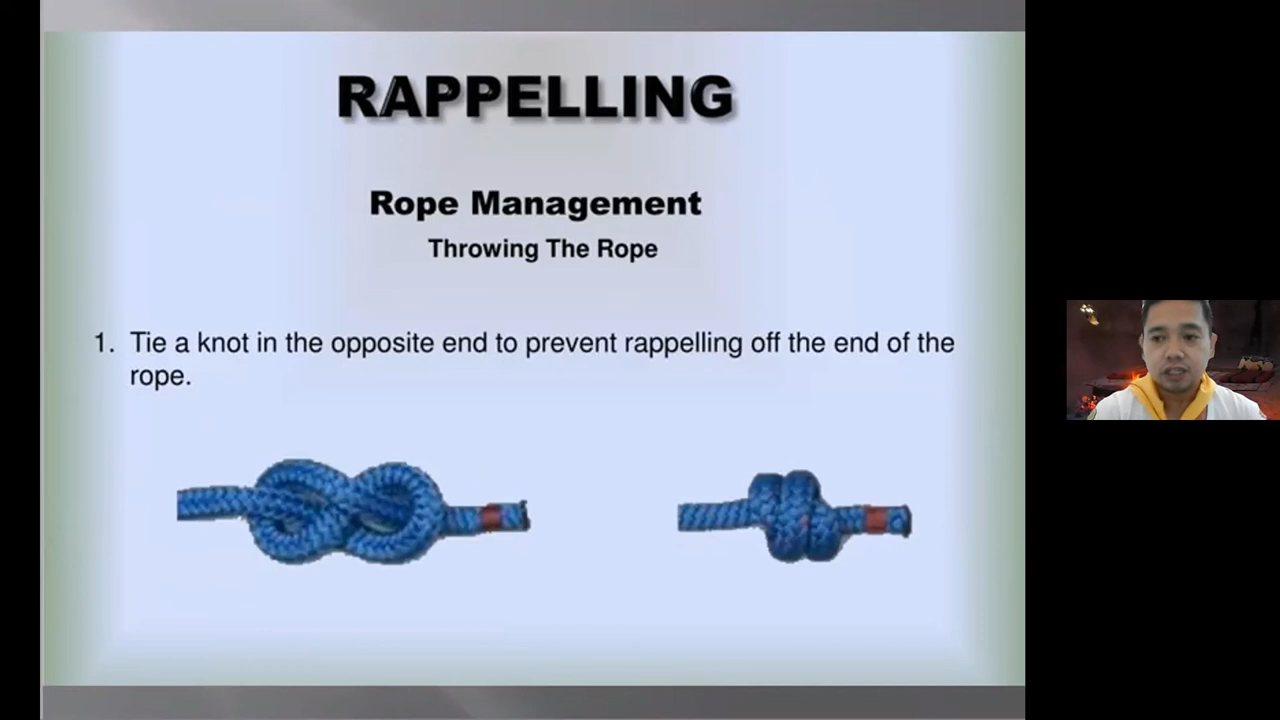 RAPPELLING
Rope Management
Throwing The Rope
1. Tie a knot in the opposite end to prevent rappelling off the end of the
rope.